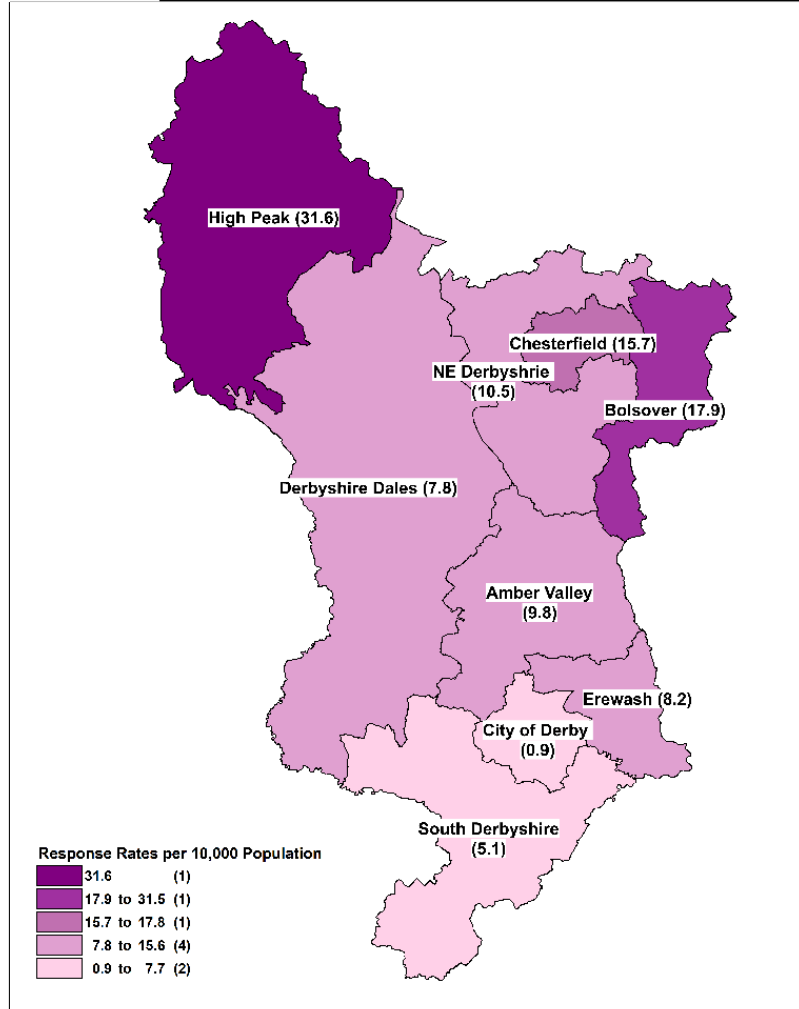 High Peak (31.6)
Chesterfield (15.7)
NE Derbyshrie
(10.5)
Bolsover (17.9)
Derbyshire Dales (7.8)
Amber Valley
(9.8)
Erewash (8.2)
City of Derby
(0.9)
South Derbyshire
(5.1)
Response Rates per 10,000 Population
31.6 (1)
17.9 to 31.5 (1)
15.7 to 17.8 (1)
7.8 to 15.6 (4)
0.9 to 7.7 (2)